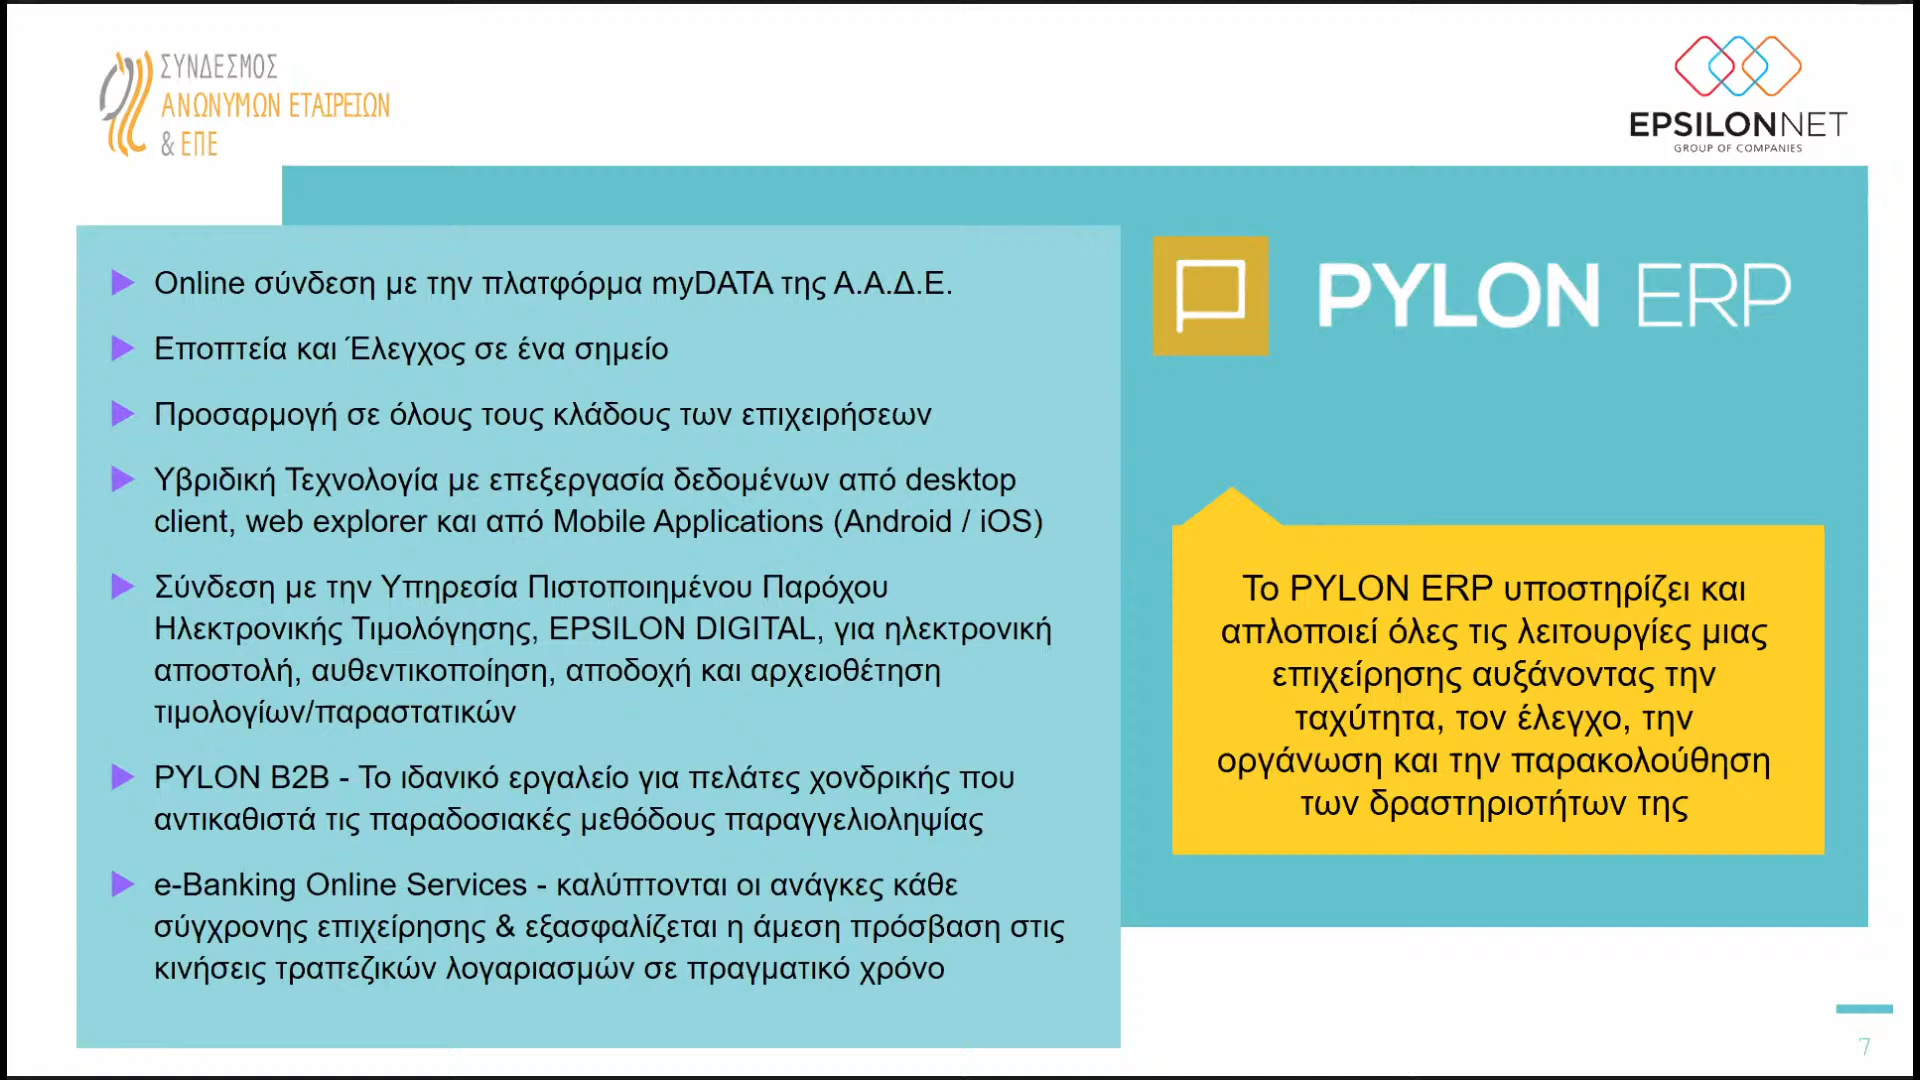 ΣΥΝΔΕΣΜΟΣ
ΑΝΩΝΥΜΩΝ ΕΤΑΙΡΕΙΩΝ
& ΕΠΕ
EPSILONNET
GROUP OF COMPANIES
Online σύνδεση με την πλατφόρμα myDATA της Α.Α.Δ.Ε.
Εποπτεία και Έλεγχος σε ένα σημείο
Προσαρμογή σε όλους τους κλάδους των επιχειρήσεων
Υβριδική Τεχνολογία με επεξεργασία δεδομένων από desktop
client, web explorer και από Mobile Applications (Android / iOS)
Σύνδεση με την Υπηρεσία Πιστοποιημένου Παρόχου
Ηλεκτρονικής Τιμολόγησης, EPSILON DIGITAL, για ηλεκτρονική
αποστολή, αυθεντικοποίηση, αποδοχή και αρχειοθέτηση
τιμολογίων/παραστατικών
PYLON B2B - Το ιδανικό εργαλείο για πελάτες χονδρικής που
αντικαθιστά τις παραδοσιακές μεθόδους παραγγελιοληψίας
e-Banking Online Services - καλύπτονται οι ανάγκες κάθε
σύγχρονης επιχείρησης & εξασφαλίζεται η άμεση πρόσβαση στις
κινήσεις τραπεζικών λογαριασμών σε πραγματικό χρόνο
PYLON ERP
Το PYLON ERP υποστηρίζει και
απλοποιεί όλες τις λειτουργίες μιας
επιχείρησης αυξάνοντας την
ταχύτητα, τον έλεγχο, την
οργάνωση και την παρακολούθηση
των δραστηριοτήτων της
7